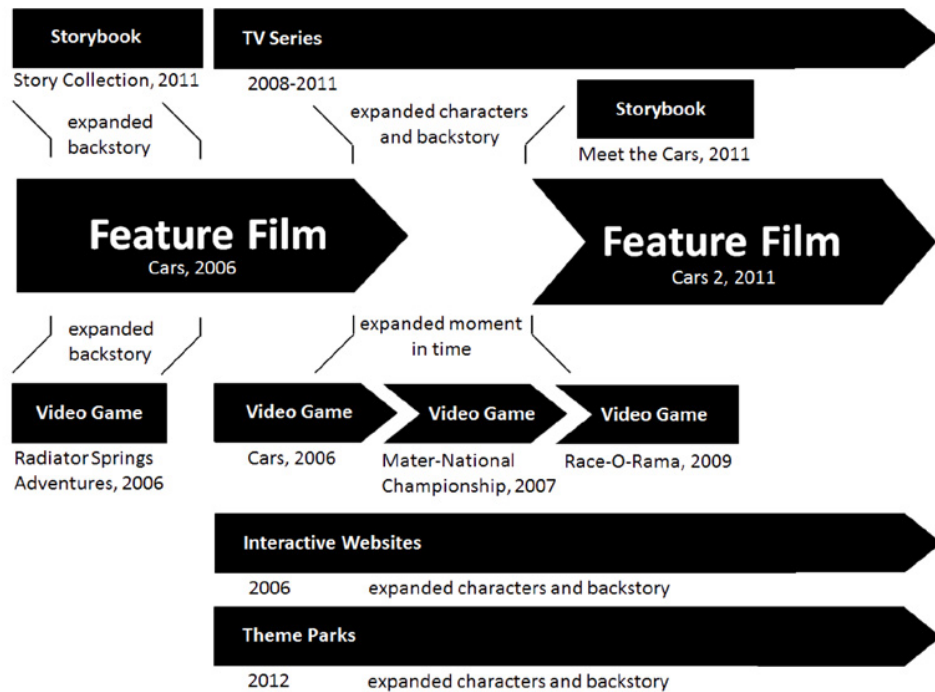 Storybook
TV Series
Story Collection, 2011
2008-2011
expanded
backstory
expanded characters
and backstory
Storybook
Meet the Cars, 2011
Feature Film
Cars, 2006
Feature Film
Cars 2, 2011
expanded
backstory
expanded moment
in time
Video Game
Video Game
Video Game
Video Game
Radiator Springs
Adventures, 2006
Cars, 2006
Mater-National
Championship, 2007
Race-O-Rama, 2009
Interactive Websites
2006 expanded characters and backstory
Theme Parks
2012 expanded characters and backstory